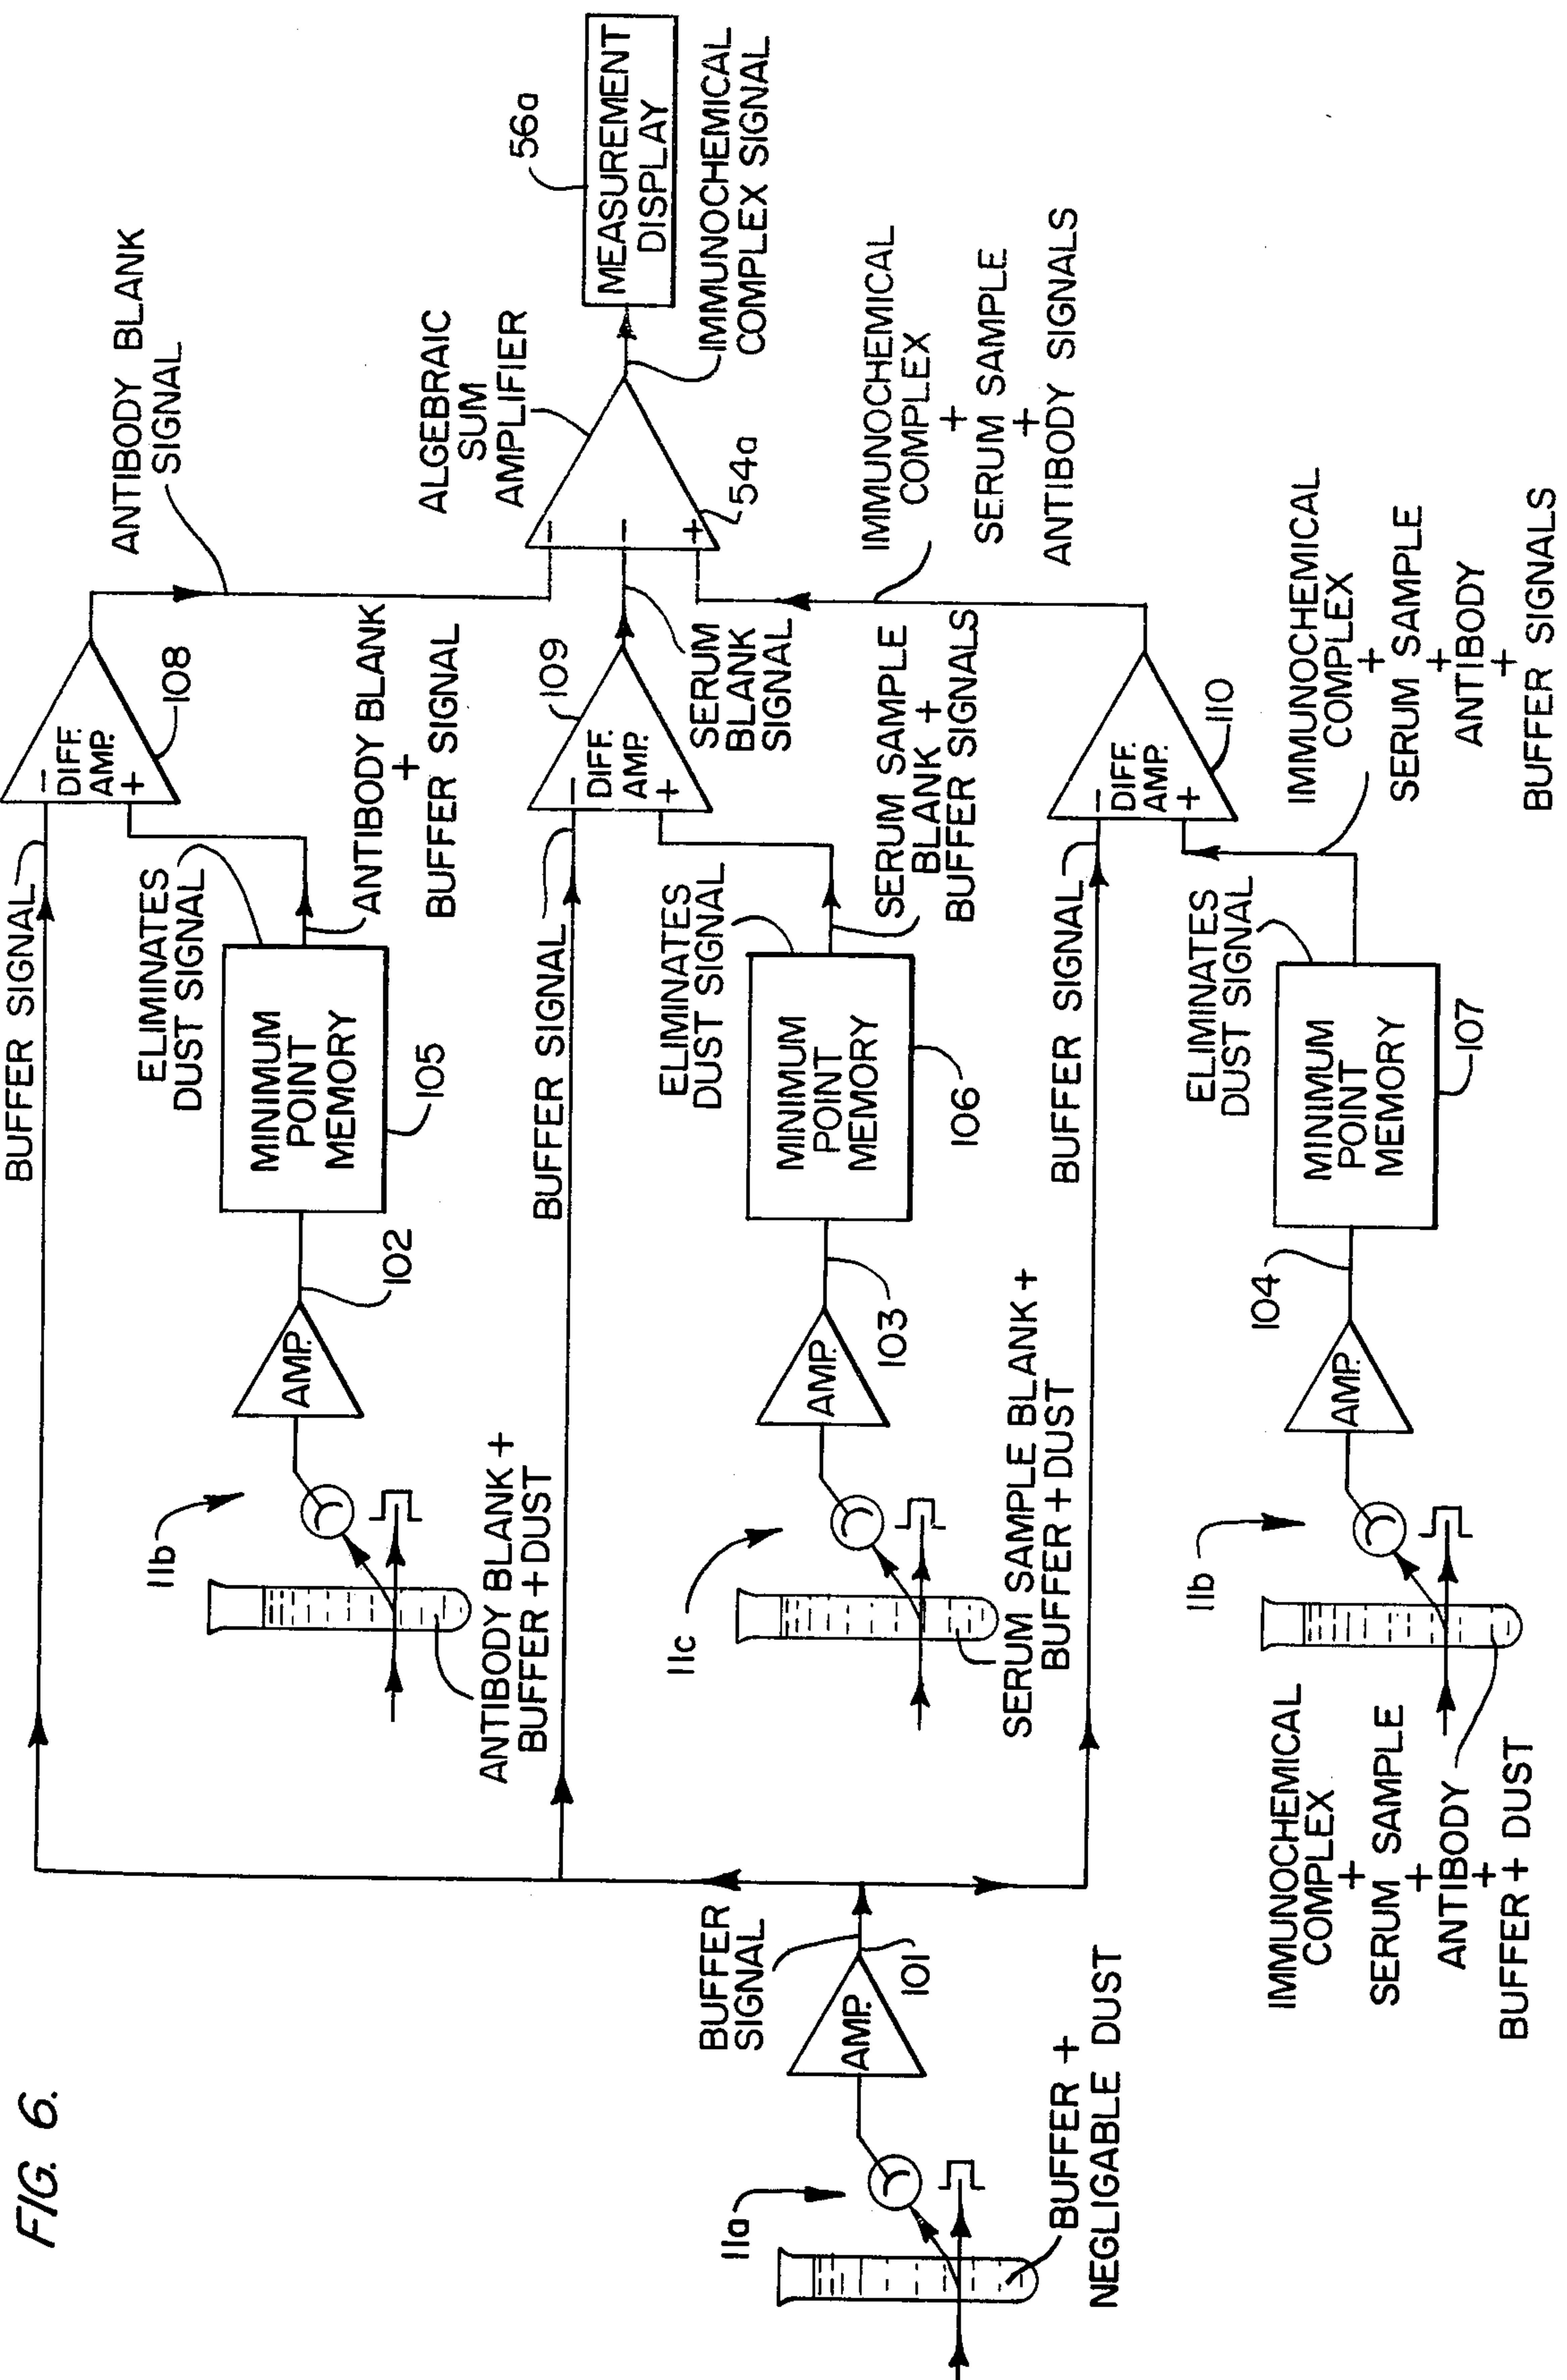 FIG. 6.
11a
BUFFER +
NEGLIGABLE DUST
AMP.
101
BUFFER
SIGNAL
BUFFER SIGNAL
11b
ANTIBODY BLANK +
BUFFER + DUST
AMP.
102
MINIMUM
POINT
MEMORY
105
ELIMINATES
DUST SIGNAL
ANTIBODY BLANK
+
BUFFER SIGNAL
-
DIFF.
AMP.
+
108
ANTIBODY BLANK
SIGNAL
BUFFER SIGNAL
11c
SERUM SAMPLE BLANK +
BUFFER + DUST
AMP.
103
MINIMUM
POINT
MEMORY
106
ELIMINATES
DUST SIGNAL
SERUM SAMPLE
BLANK +
BUFFER SIGNALS
-
DIFF.
AMP.
+
109
SERUM
BLANK
SIGNAL
BUFFER SIGNAL
11b
IMMUNOCHEMICAL
COMPLEX
+
SERUM SAMPLE
+
ANTIBODY
+
BUFFER + DUST
AMP.
104
MINIMUM
POINT
MEMORY
107
ELIMINATES
DUST SIGNAL
IMMUNOCHEMICAL
COMPLEX
+
SERUM SAMPLE
+
ANTIBODY
+
BUFFER SIGNALS
-
DIFF.
AMP.
+
110
IMMUNOCHEMICAL
COMPLEX
+
SERUM SAMPLE
+
ANTIBODY SIGNALS
ALGEBRAIC
SUM
AMPLIFIER
-
-
+
54a
IMMUNOCHEMICAL
COMPLEX SIGNAL
56a
MEASUREMENT
DISPLAY